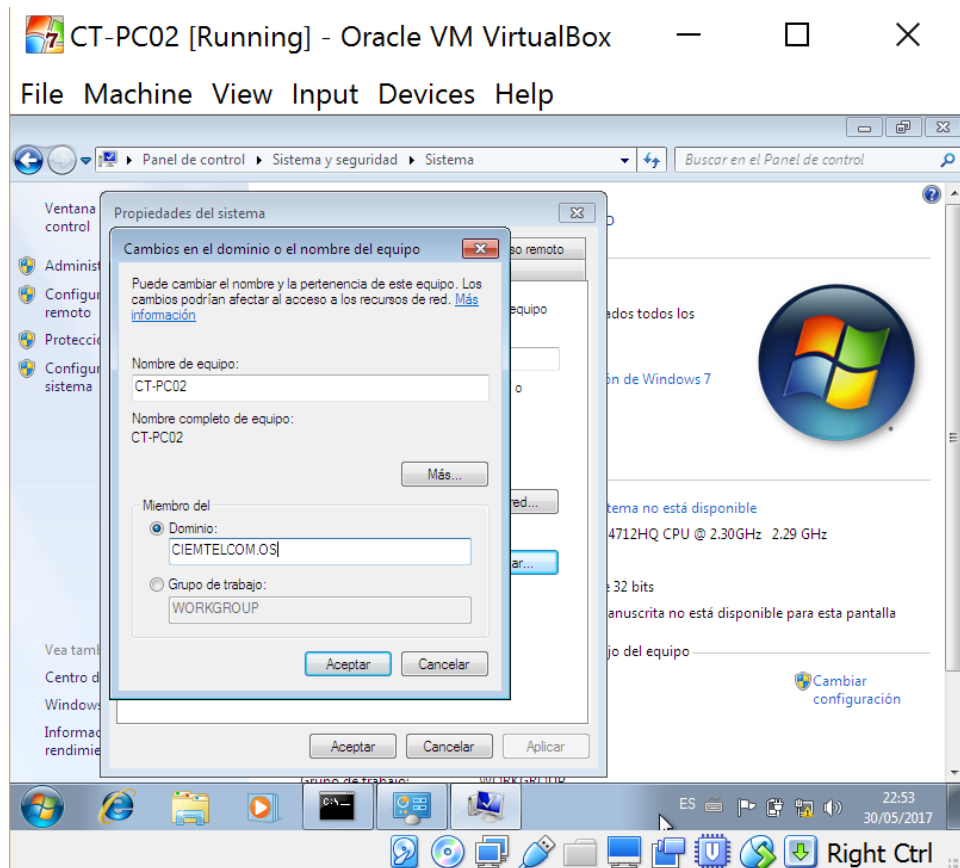 CT-PC02 [Running] - Oracle VM VirtualBox
File Machine View Input Devices Help
Panel de control Sistema y seguridad Sistema
Buscar en el Panel de control
Ventana
control
Administ
Configur
remoto
Protecció
Configur
sistema
Propiedades del sistema
so remoto
equipo
o
red...
ar...
Cambios en el dominio o el nombre del equipo
Puede cambiar el nombre y la pertenencia de este equipo. Los
cambios podrían afectar al acceso a los recursos de red. Más
información
Nombre de equipo:
CT-PC02
Nombre completo de equipo:
CT-PC02
Más...
Miembro del
Dominio:
CIEMTELCOM.OS
Grupo de trabajo:
WORKGROUP
Aceptar Cancelar
Aceptar Cancelar Aplicar
ados todos los
ón de Windows 7
tema no está disponible
4712HQ CPU @ 2.30GHz 2.29 GHz
32 bits
anuscrita no está disponible para esta pantalla
jo del equipo
Cambiar
configuración
Vea tamb
Centro d
Windows
Informac
rendimie
Grupo de trabajo: WORKGROUP
C:\
ES
22:53
30/05/2017
Right Ctrl